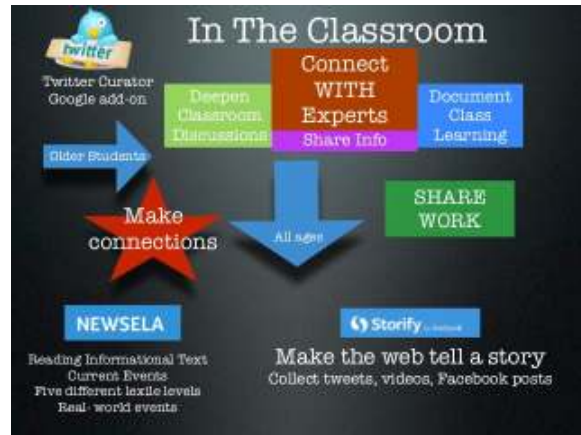 twitter
In The Classroom
Twitter Curator
Google add-on
Deepen
Classroom
Discussions
Connect
WITH
Experts
Share Info
Document
Class
Learning
Older Students
Make
connections
All ages
SHARE
WORK
NEWSELA
Reading Informational Text
Current Events
Five different lexile levels
Real- world events
Storify
Make the web tell a story
Collect tweets, videos, Facebook posts